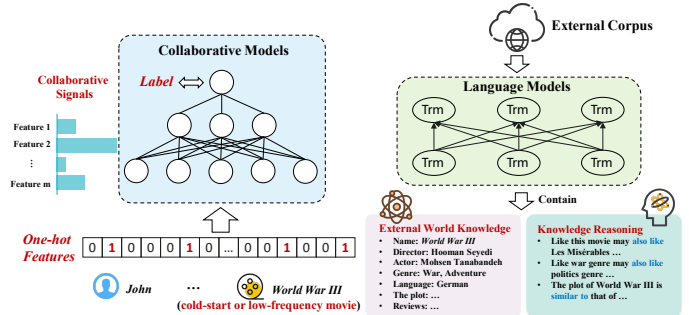 Collaborative Models
Collaborative
Signals
Label
Feature 1
Feature 2
⋮
Feature m
One-hot
Features
0 1 0 0 0 1 0 ... 0 1 0 0 1
John
...
World War III
(cold-start or low-frequency movie)
External Corpus
Language Models
Trm Trm Trm
Trm Trm Trm
Contain
External World Knowledge
• Name: World War III
• Director: Hooman Seyedi
• Actor: Mohsen Tanabandeh
• Genre: War, Adventure
• Language: German
• The plot: …
• Reviews: …
Knowledge Reasoning
• Like this movie may also like
Les Misérables …
• Like war genre may also like
politics genre …
• The plot of World War III is
similar to that of …